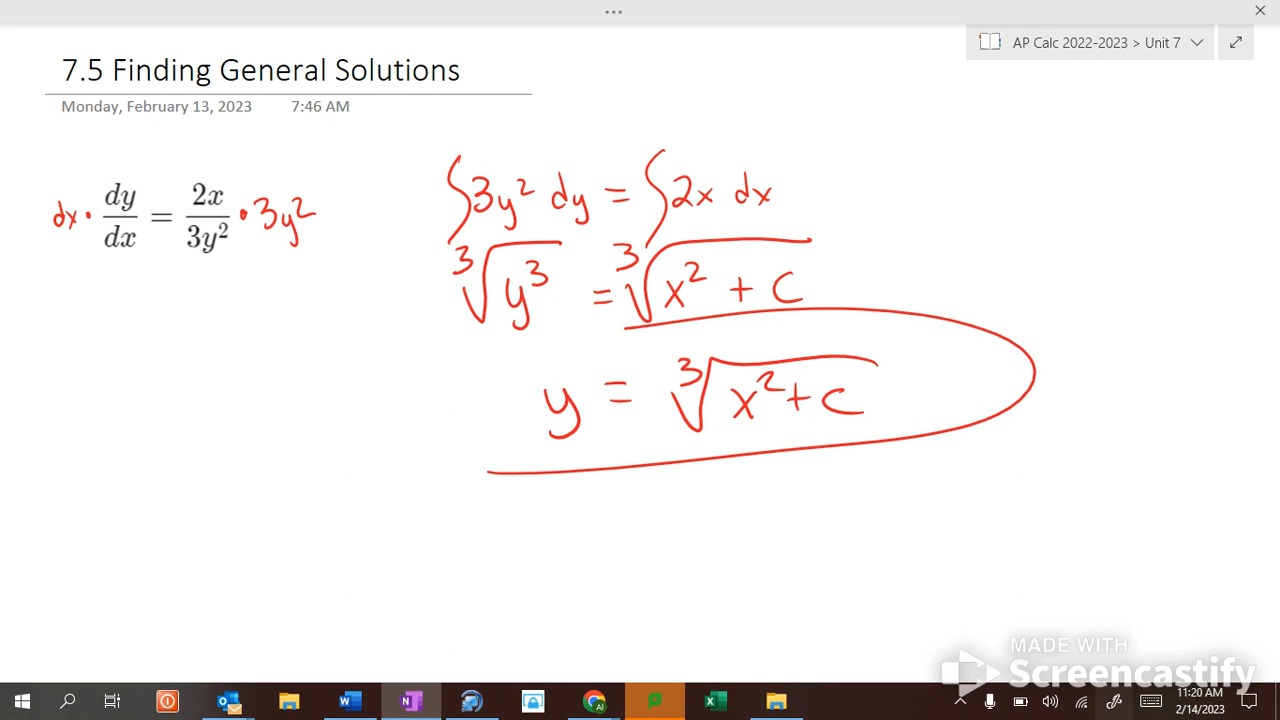 AP Calc 2022-2023 > Unit 7
7.5 Finding General Solutions
Monday, February 13, 2023 7:46 AM
dx · dy/dx = 2x/3y² · 3y²
∫3y² dy = ∫2x dx
∛y³ = ∛x² + C
y = ∛x² + C
MADE WITH
Screencastify
11:20 AM
2/14/2023